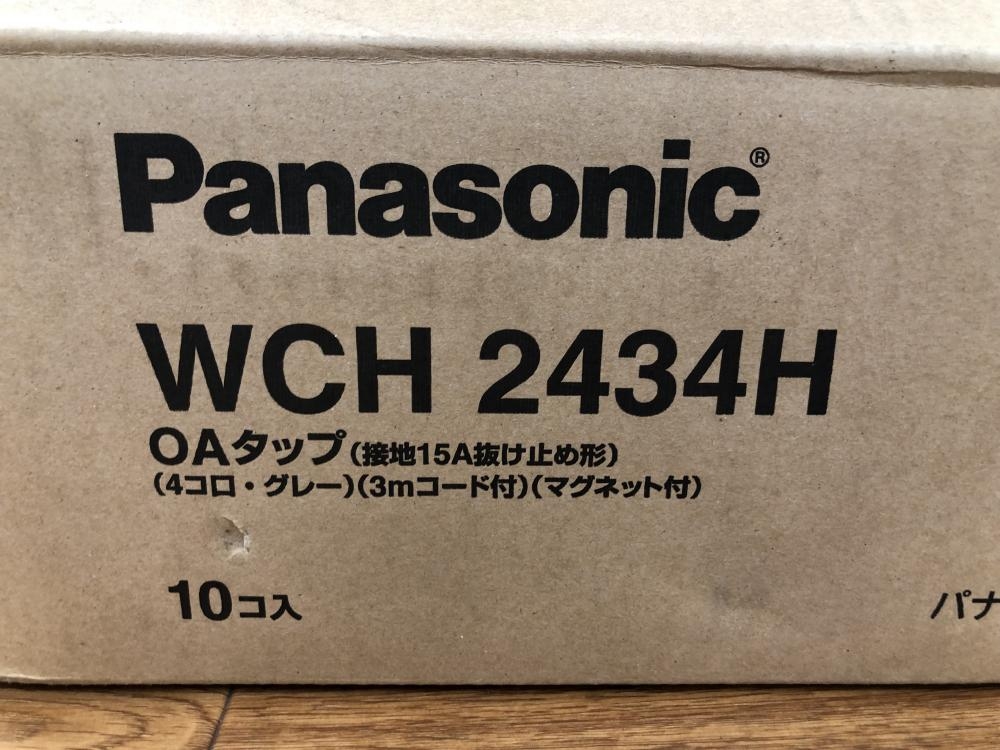 Panasonic®
WCH 2434H
OAタップ(接地15A抜け止め形)
(4コロ・グレー)(3mコード付)(マグネット付)
10コ入
パナ